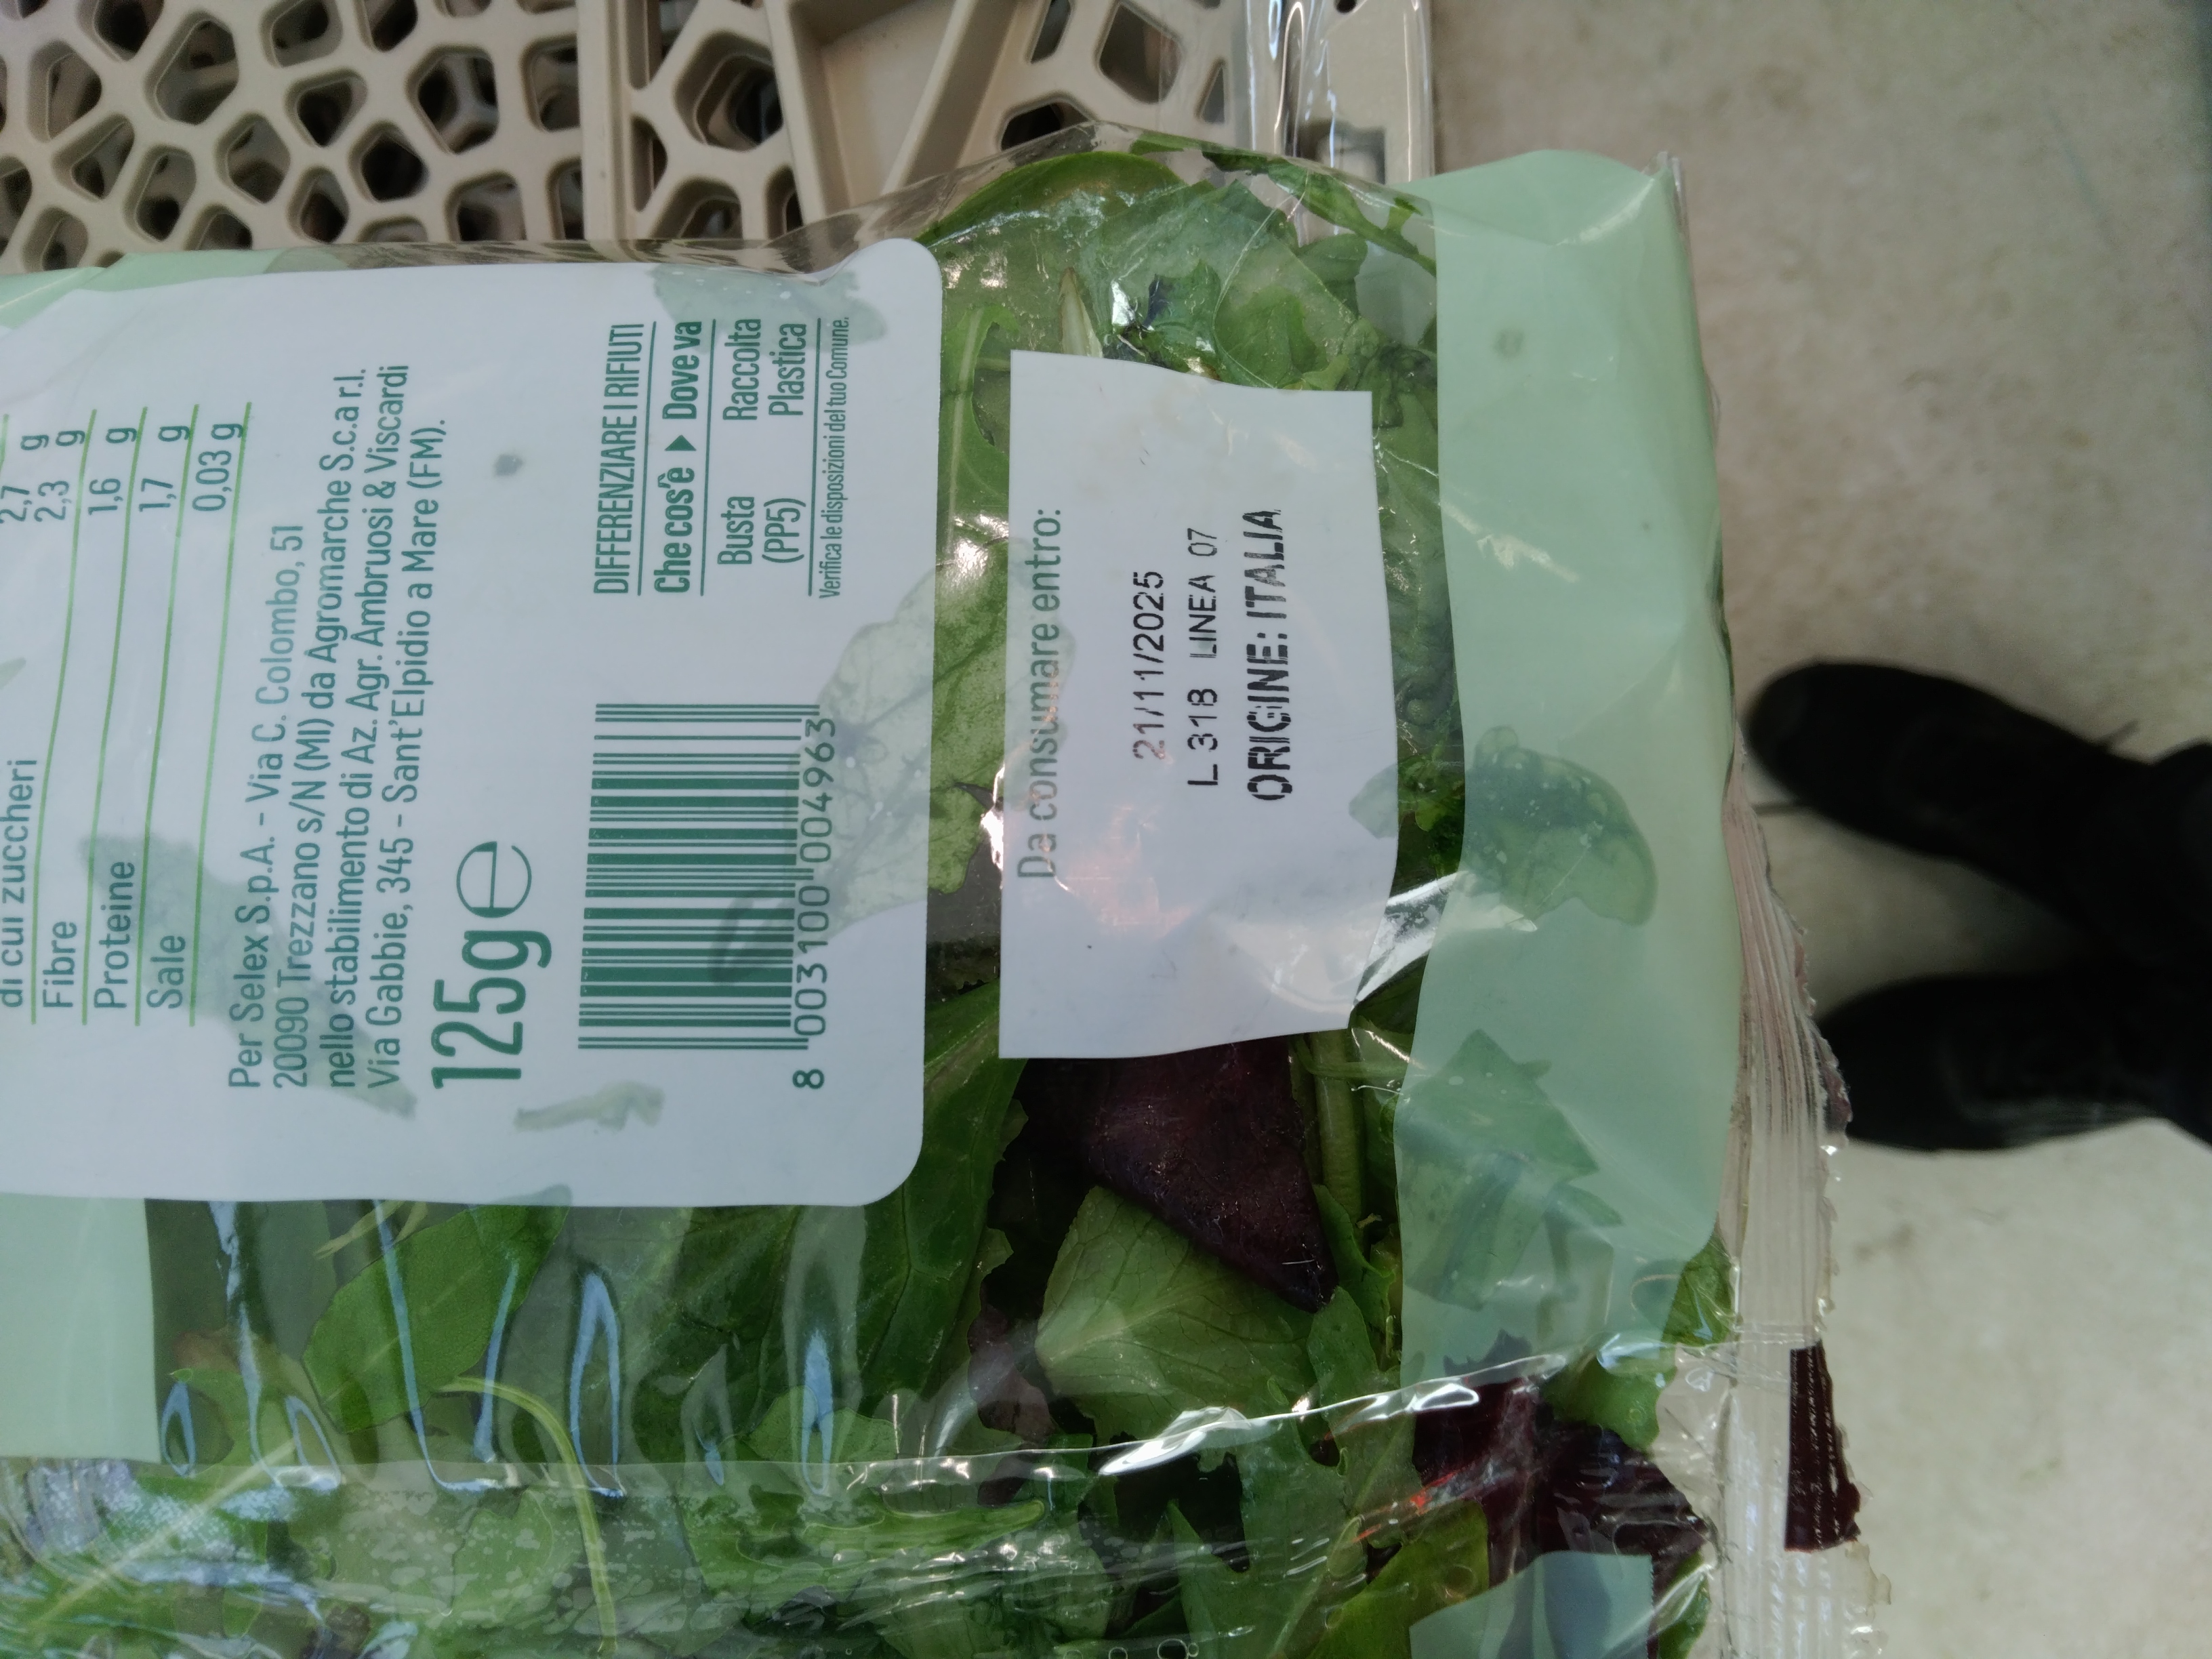 2,7 g
di cui zuccheri
Fibre 2,3 g
Proteine 1,6 g
Sale 1,7 g
0,03 g
Per Selex S.p.A. - Via C. Colombo, 51
20090 Trezzano s/N (MI) da Agromarche S.c.a r.l.
nello stabilimento di Az. Agr. Ambruosi & Viscardi
Via Gabbie, 345 - Sant'Elpidio a Mare (FM).
125g e
DIFFERENZIARE I RIFIUTI
Che cos'è ▶ Dove va
Busta Raccolta
(PP5) Plastica
Verifica le disposizioni del tuo Comune.
8 003100 004963
Da consumare entro:
21/11/2025
L 318 LINEA 07
ORIGINE: ITALIA